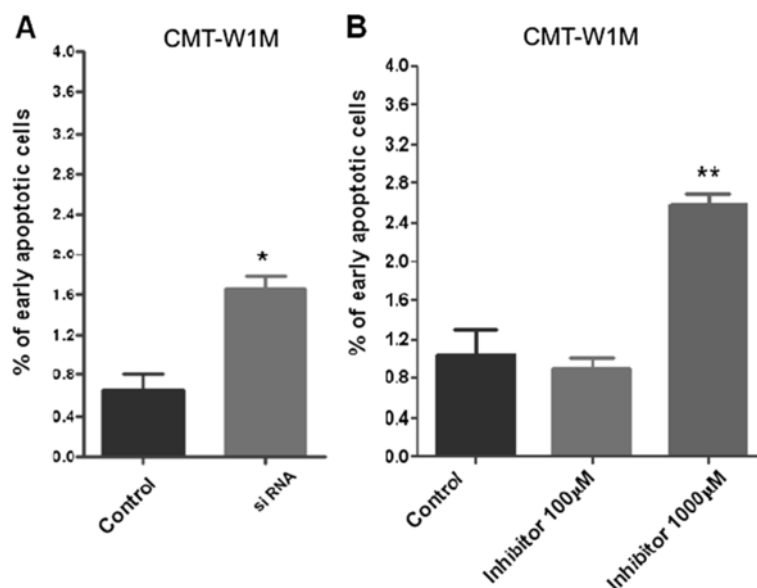 A
CMT-W1M
% of early apoptotic cells
4.0
3.6
3.2
2.8
2.4
2.0
1.6
1.2
0.8
0.4
0.0
*
Control
si RNA
B
CMT-W1M
% of early apoptotic cells
4.0
3.6
3.2
2.8
2.4
2.0
1.6
1.2
0.8
0.4
0.0
**
Control
Inhibitor 100µM
Inhibitor 1000µM